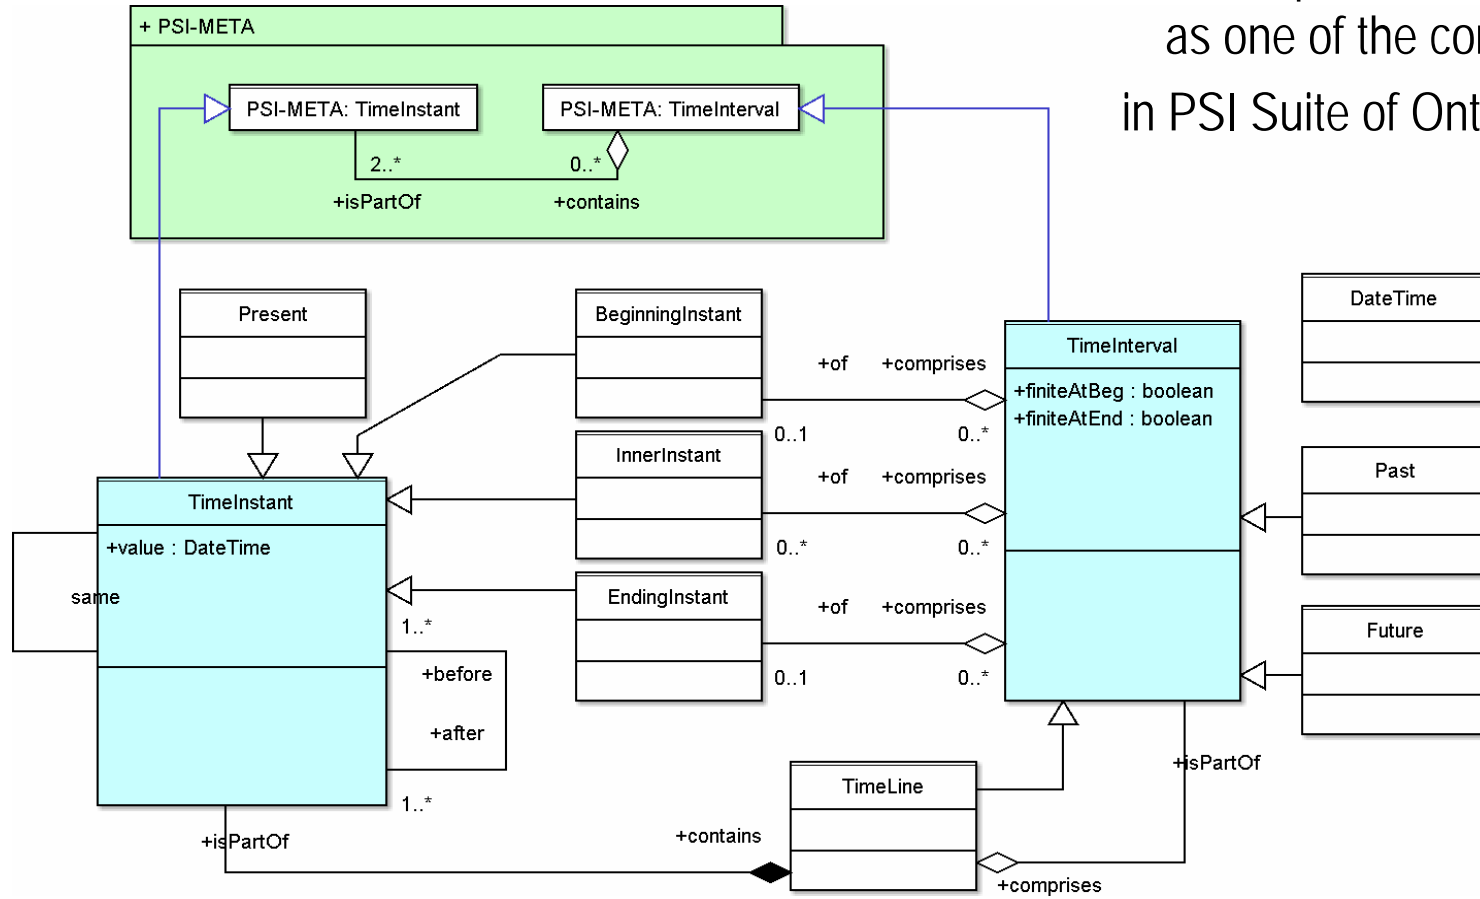 as one of the
in PSI Suite of
+ PSI-META
PSI-META: TimeInstant
PSI-META: TimeInterval
2..*
0..*
+isPartOf
+contains
Present
BeginningInstant
DateTime
TimeInterval
+of
+comprises
+finiteAtBeg : boolean
+finiteAtEnd : boolean
0..1
0..*
InnerInstant
+of
+comprises
Past
TimeInstant
+value : DateTime
0..*
0..*
same
EndingInstant
+of
+comprises
1..*
Future
+before
0..1
0..*
+after
+isPartOf
1..*
TimeLine
+isPartOf
+contains
+comprises